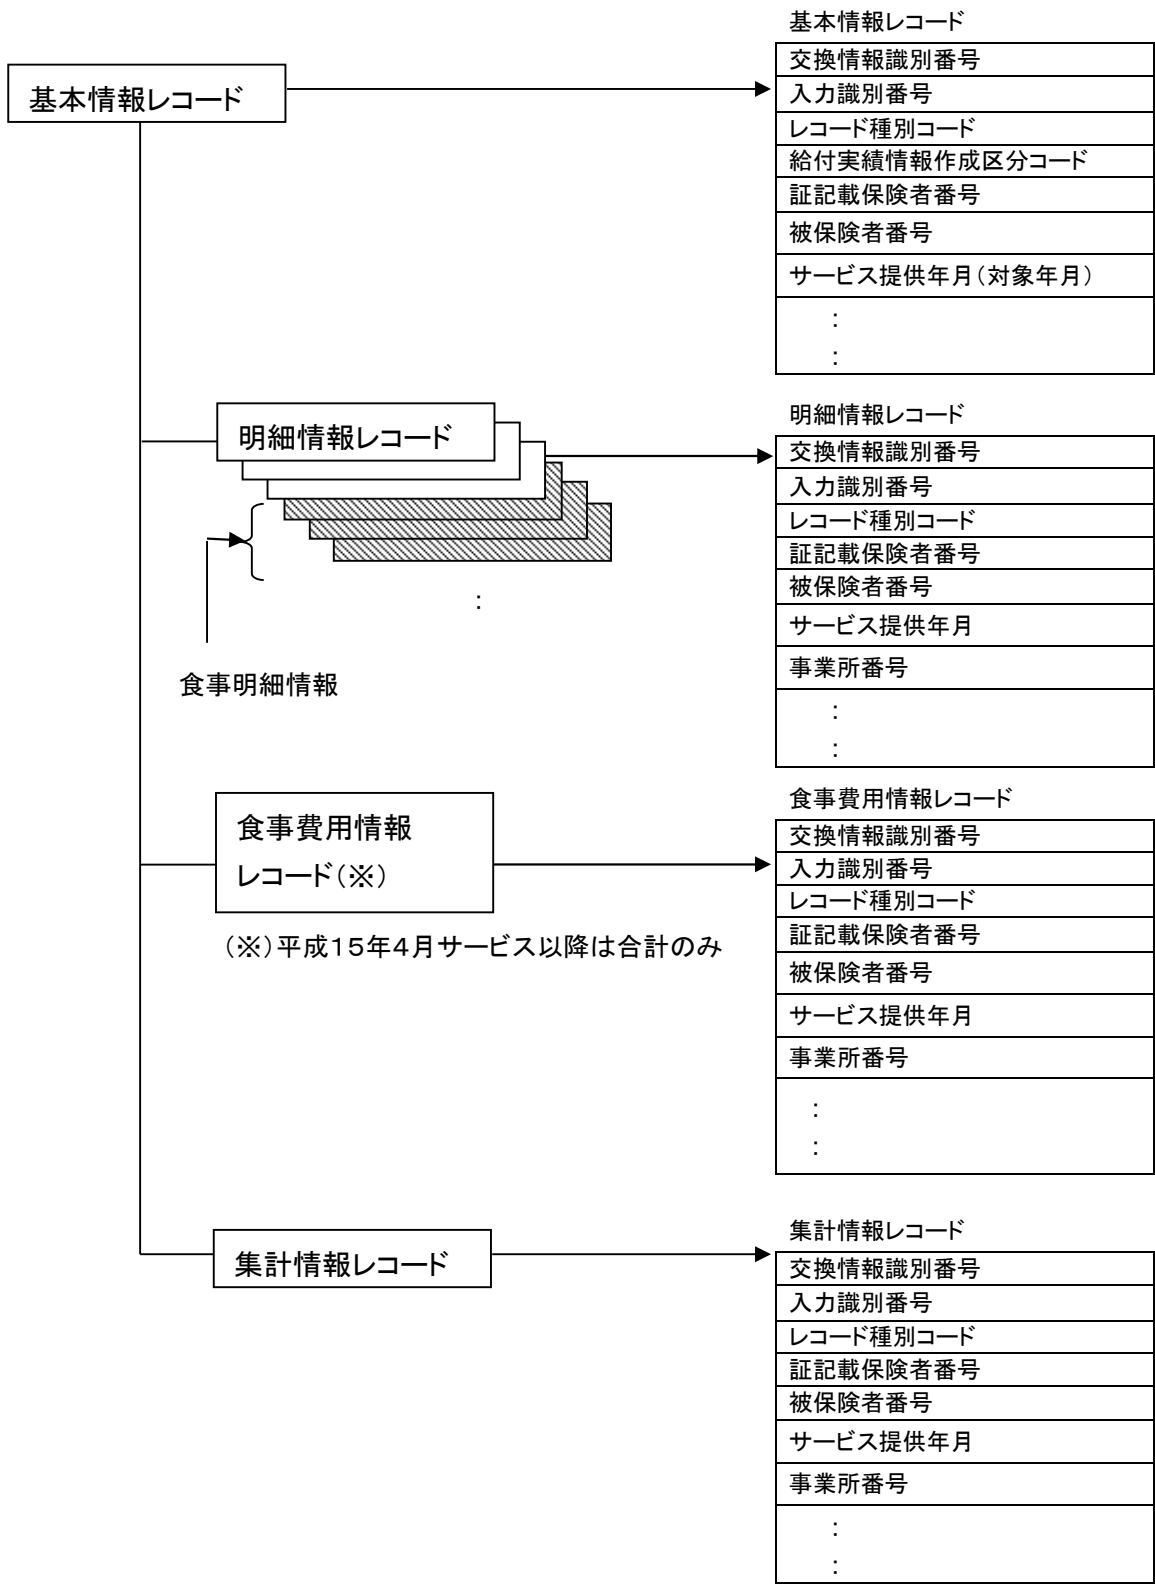 基本情報レコード
基本情報レコード
交換情報識別番号
入力識別番号
レコード種別コード
給付実績情報作成区分コード
証記載保険者番号
被保険者番号
サービス提供年月（対象年月）
：
：
明細情報レコード
：
食事明細情報
明細情報レコード
交換情報識別番号
入力識別番号
レコード種別コード
証記載保険者番号
被保険者番号
サービス提供年月
事業所番号
：
：
食事費用情報
レコード（※）
（※）平成１５年４月サービス以降は合計のみ
食事費用情報レコード
交換情報識別番号
入力識別番号
レコード種別コード
証記載保険者番号
被保険者番号
サービス提供年月
事業所番号
：
：
集計情報レコード
集計情報レコード
交換情報識別番号
入力識別番号
レコード種別コード
証記載保険者番号
被保険者番号
サービス提供年月
事業所番号
：
：